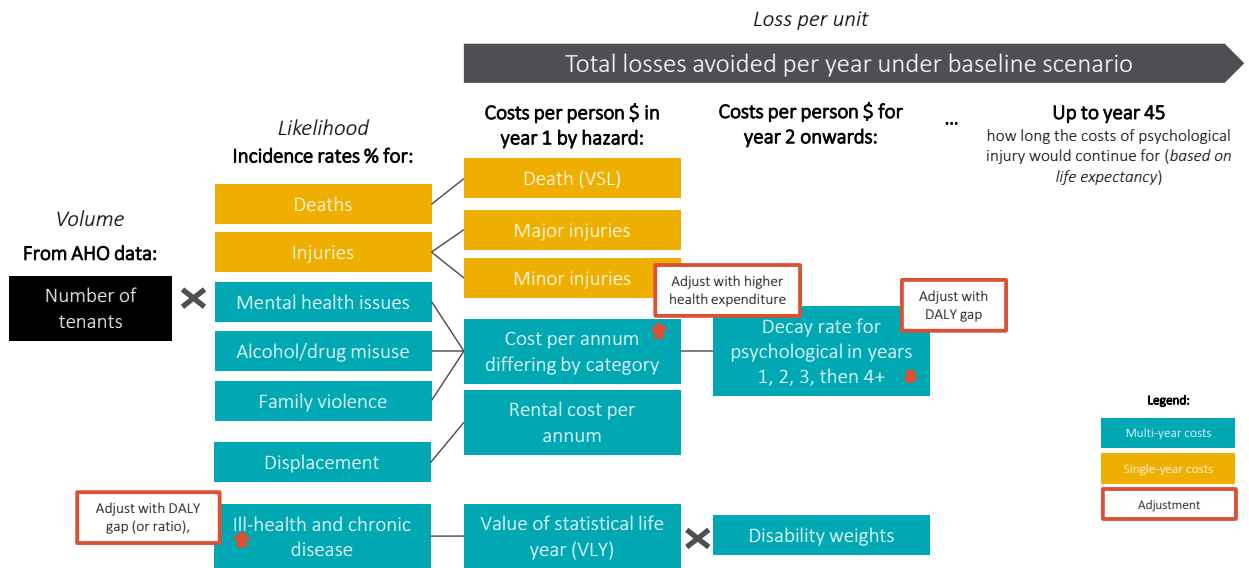 Loss per unit
Total losses avoided per year under baseline scenario
Likelihood
Incidence rates % for:
Costs per person $ in
year 1 by hazard:
Costs per person $ for
year 2 onwards:
...
Up to year 45
how long the costs of psychological
injury would continue for (based on
life expectancy)
Volume
From AHO data:
Number of
tenants
Deaths
Injuries
Mental health issues
Alcohol/drug misuse
Family violence
Displacement
Adjust with DALY
gap (or ratio),
Ill-health and chronic
disease
Death (VSL)
Major injuries
Minor injuries
Adjust with higher
health expenditure
Cost per annum
differing by category
Rental cost per
annum
Value of statistical life
year (VLY)
Adjust with
DALY gap
Decay rate for
psychological in years
1, 2, 3, then 4+
Disability weights
Legend:
Multi-year costs
Single-year costs
Adjustment